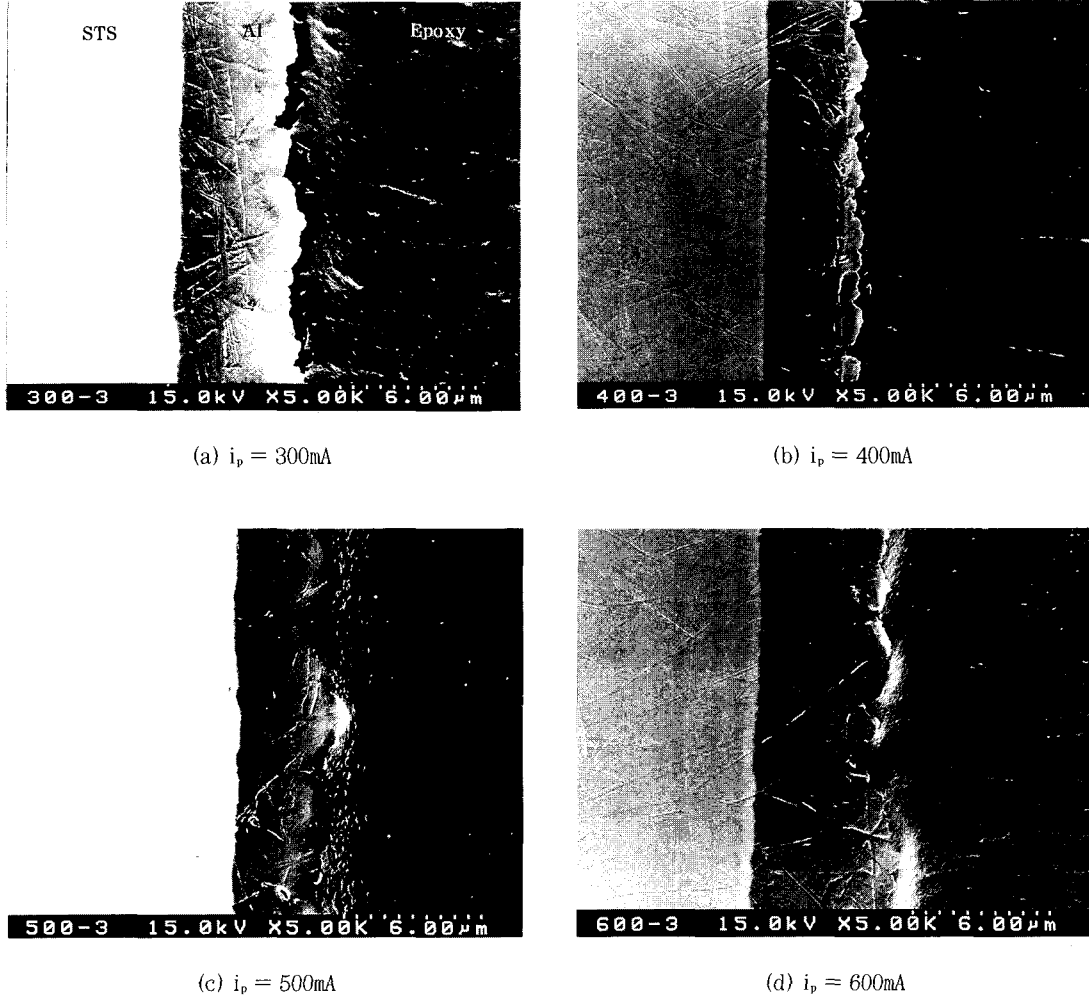 STS Al Epoxy
300-3 15.0kV X5.00K 6.00μm
400-3 15.0kV X5.00K 6.00μm
(a) iₚ = 300mA
(b) iₚ = 400mA
500-3 15.0kV X5.00K 6.00μm
600-3 15.0kV X5.00K 6.00μm
(c) iₚ = 500mA
(d) iₚ = 600mA